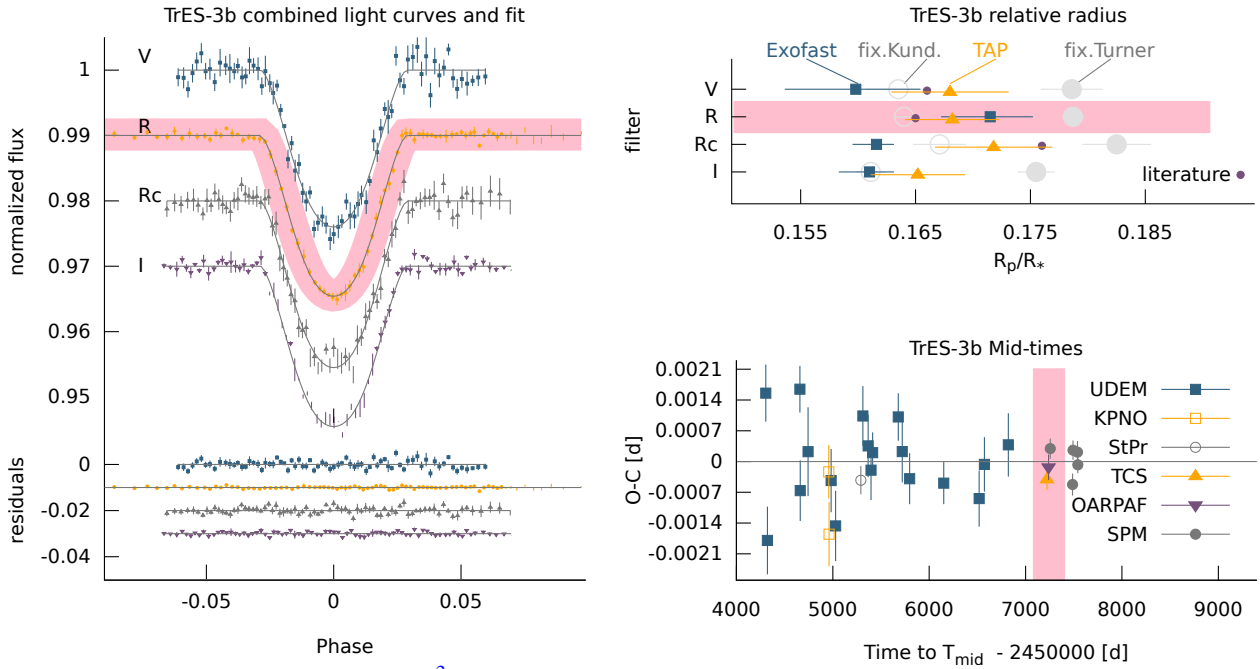 TrES-3b combined light curves and fit
normalized flux
1
0.99
0.98
0.97
0.96
0.95
V
R
Rc
I
residuals
0
-0.02
-0.04
-0.05
0
0.05
Phase
TrES-3b relative radius
Exofast
fix.Kund.
TAP
fix.Turner
filter
V
R
Rc
I
literature
0.155
0.165
0.175
0.185
Rp/R*
TrES-3b Mid-times
O-C [d]
0.0021
0.0014
0.0007
0
-0.0007
-0.0014
-0.0021
UDEM
KPNO
StPr
TCS
OARPAF
SPM
4000
5000
6000
7000
8000
9000
Time to Tmid - 2450000 [d]